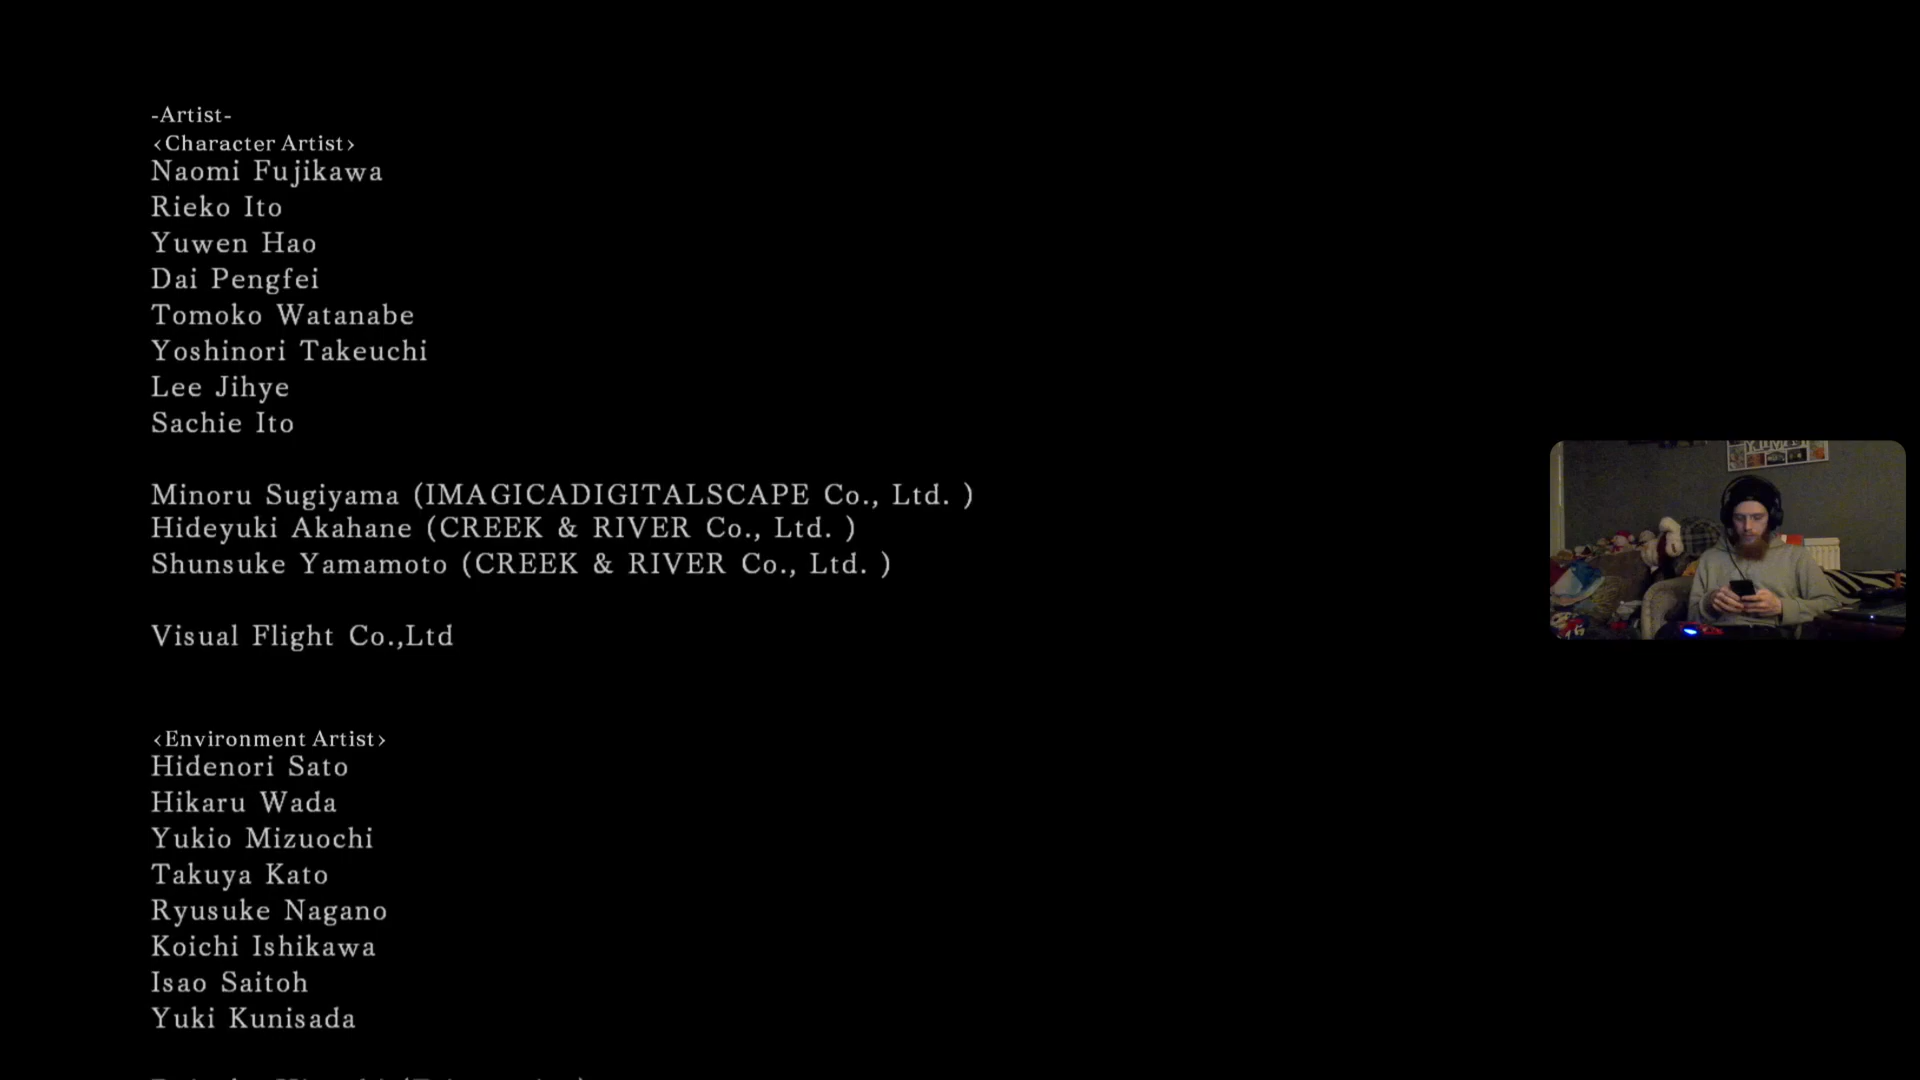 -Artist-
<Character Artist>
Naomi Fujikawa
Rieko Ito
Yuwen Hao
Dai Pengfei
Tomoko Watanabe
Yoshinori Takeuchi
Lee Jihye
Sachie Ito
Minoru Sugiyama (IMAGICADIGITALSCAPE Co., Ltd. )
Hideyuki Akahane (CREEK & RIVER Co., Ltd. )
Shunsuke Yamamoto (CREEK & RIVER Co., Ltd. )
Visual Flight Co.,Ltd
<Environment Artist>
Hidenori Sato
Hikaru Wada
Yukio Mizuochi
Takuya Kato
Ryusuke Nagano
Koichi Ishikawa
Isao Saitoh
Yuki Kunisada